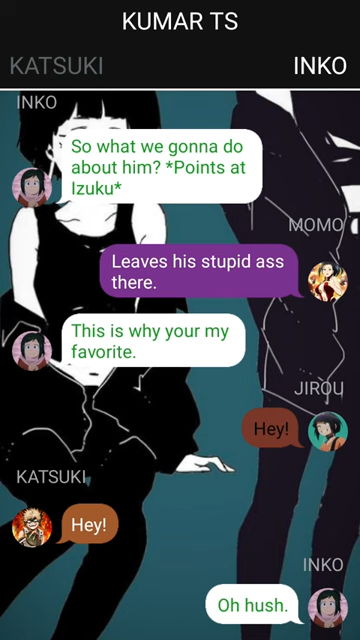 KUMAR TS
KATSUKI INKO
INKO
So what we gonna do
about him? *Points at
Izuku*
MOMO
Leaves his stupid ass
there.
This is why your my
favorite.
JIROU
Hey!
KATSUKI
Hey!
INKO
Oh hush.